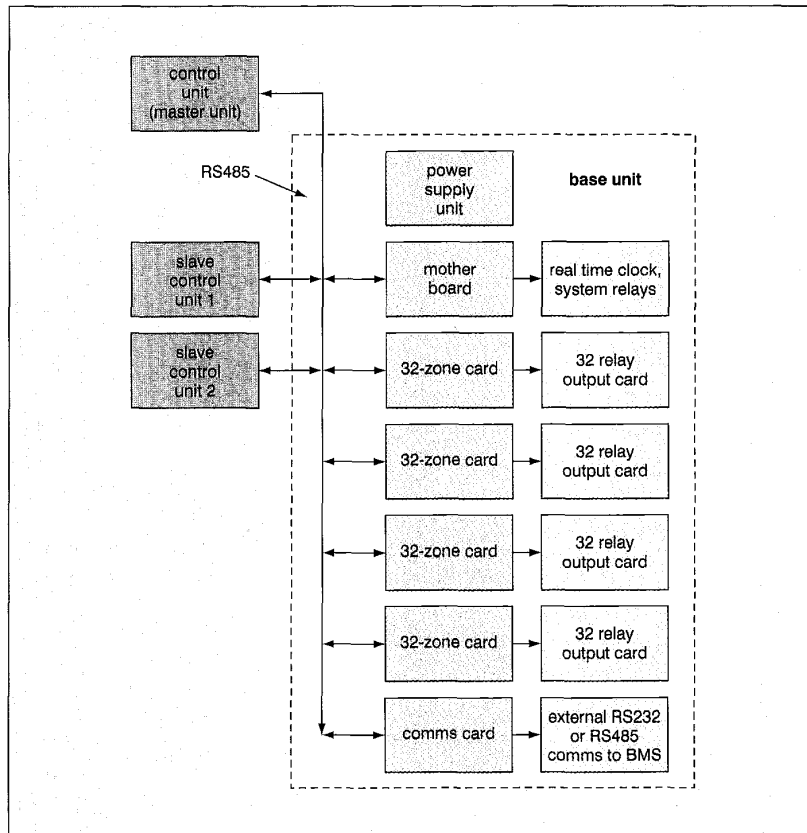 control
unit
(master unit)
RS485
power
supply
unit
base unit
slave
control
unit 1
mother
board
real time clock,
system relays
slave
control
unit 2
32-zone card
32 relay
output card
32-zone card
32 relay
output card
32-zone card
32 relay
output card
32-zone card
32 relay
output card
comms card
external RS232
or RS485
comms to BMS